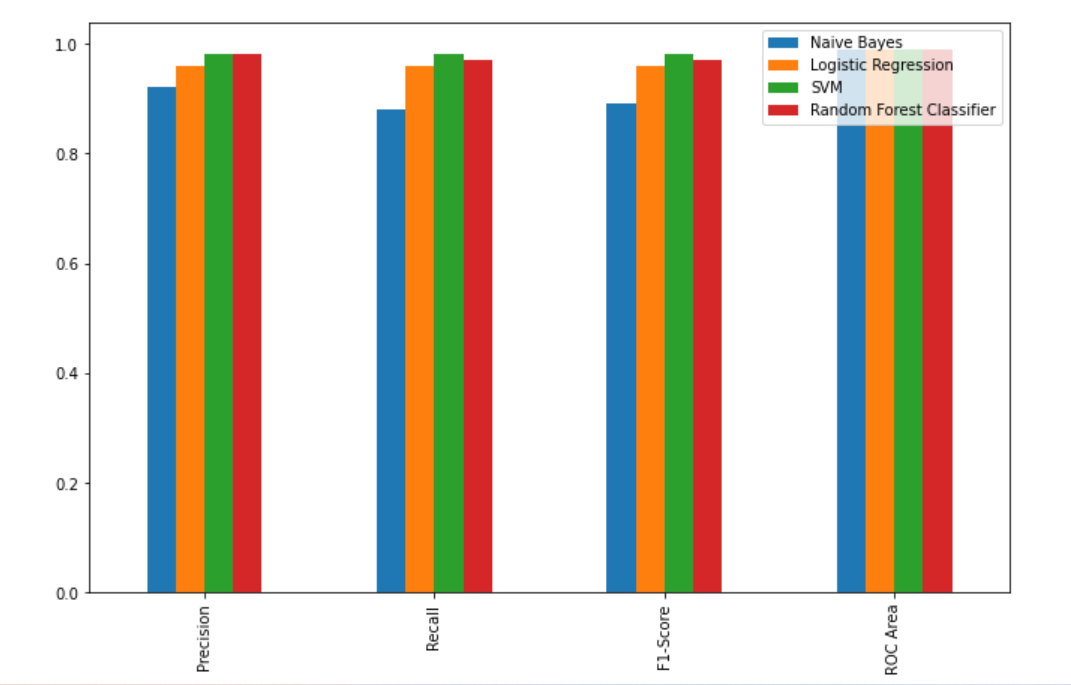 1.0
0.8
0.6
0.4
0.2
0.0
Naive Bayes
Logistic Regression
SVM
Random Forest Classifier
Precision
Recall
F1-Score
ROC Area